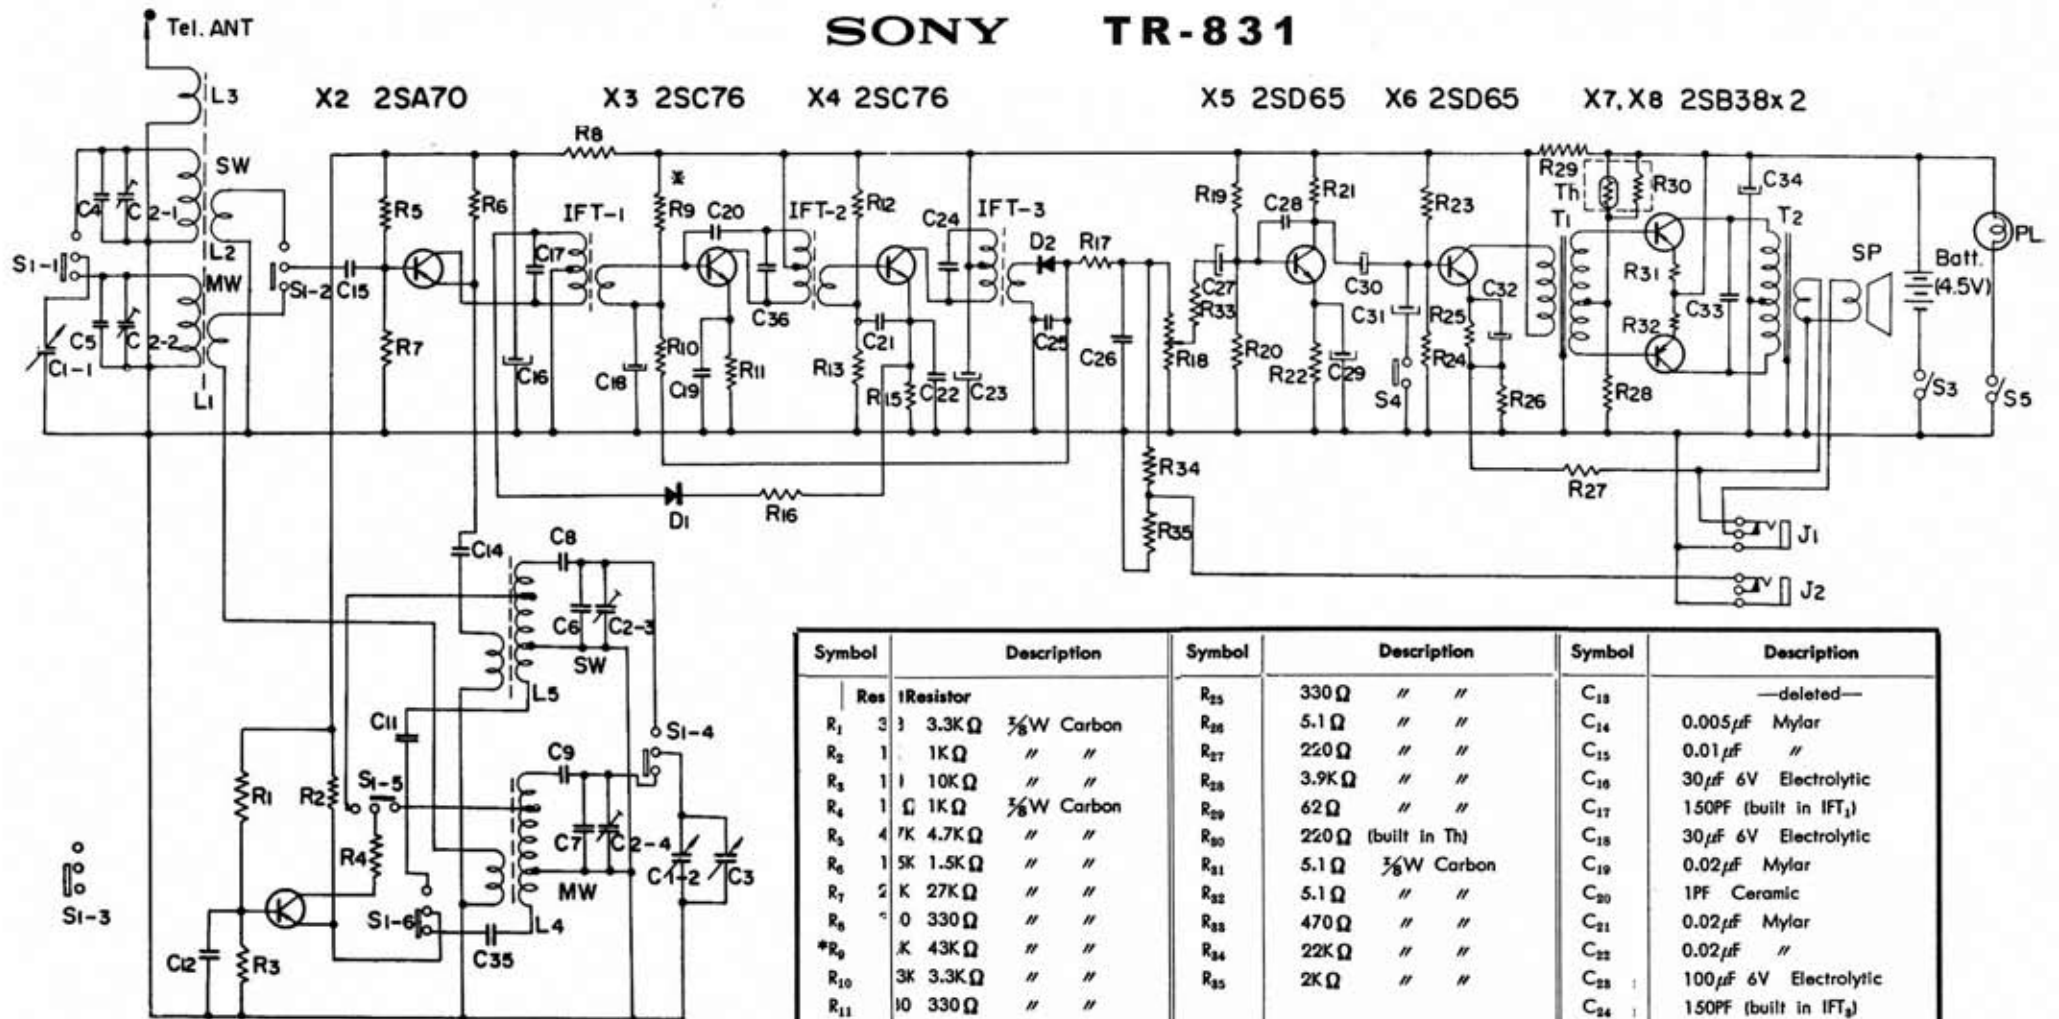 SONY TR-831
Tel. ANT
L3
X2 2SA70
X3 2SC76
X4 2SC76
X5 2SD65
X6 2SD65
X7, X8 2SB38x2
R8
SW
C4
C2-1
L2
S1-1
MW
S1-2
C15
C5
C2-2
C1-1
L1
R5
R6
R7
C16
IFT-1
C17
C18
*
R9
C20
R10
C19
R11
C36
IFT-2
R12
C21
R13
R15
C22
C24
IFT-3
C23
D2
R17
C25
C26
R18
R19
C27
R33
R20
C28
R21
R22
C29
C30
C31
S4
R23
R24
R25
C32
R26
R29
Th
R30
T1
R31
R32
R28
C33
C34
T2
SP
Batt.
(4.5V)
PL.
S3
S5
D1
R16
R34
R35
R27
J1
J2
C14
C8
C6
C2-3
SW
L5
C11
S1-4
C9
S1-5
R1
R2
R4
C7
C2-4
MW
C1-2
C3
S1-3
S1-6
L4
C35
C12
R3
Symbol Description Symbol Description Symbol Description
Res Resistor
R1 3.3KΩ ⅜W Carbon R25 330Ω 〃 〃 C13 —deleted—
R2 1KΩ 〃 〃 R26 5.1Ω 〃 〃 C14 0.005μF Mylar
R3 10KΩ 〃 〃 R27 220Ω 〃 〃 C15 0.01μF 〃
R4 1KΩ ⅜W Carbon R28 3.9KΩ 〃 〃 C16 30μF 6V Electrolytic
R5 4.7KΩ 〃 〃 R29 62Ω 〃 〃 C17 150PF (built in IFT1)
R6 1.5KΩ 〃 〃 R30 220Ω (built in Th) C18 30μF 6V Electrolytic
R7 27KΩ 〃 〃 R31 5.1Ω ⅜W Carbon C19 0.02μF Mylar
R8 330Ω 〃 〃 R32 5.1Ω 〃 〃 C20 1PF Ceramic
*R9 43KΩ 〃 〃 R33 470Ω 〃 〃 C21 0.02μF Mylar
R10 3.3KΩ 〃 〃 R34 22KΩ 〃 〃 C22 0.02μF 〃
R11 330Ω 〃 〃 R35 2KΩ 〃 〃 C23 100μF 6V Electrolytic
C24 150PF (built in IFT3)